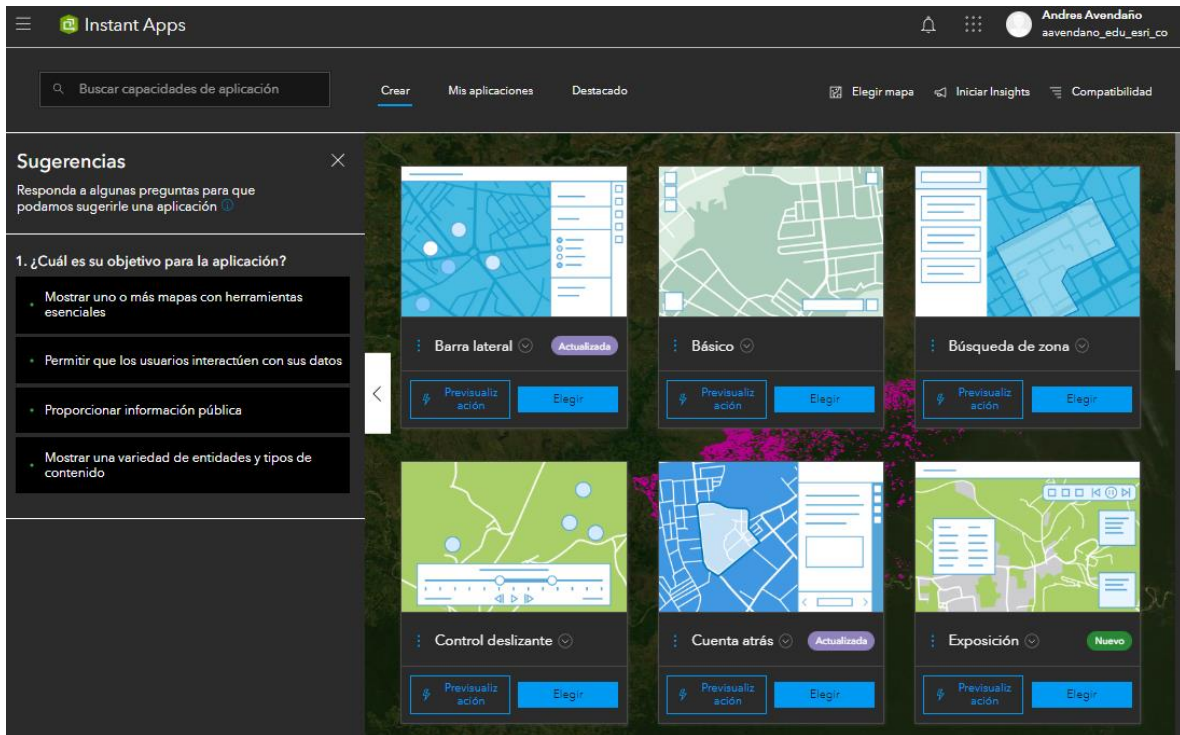 Instant Apps
Andres Avendaño
aavendano_edu_esri_co
Buscar capacidades de aplicación
Crear
Mis aplicaciones
Destacado
Elegir mapa
Iniciar Insights
Compatibilidad
Sugerencias
Responda a algunas preguntas para que
podamos sugerirle una aplicación
1. ¿Cuál es su objetivo para la aplicación?
Mostrar uno o más mapas con herramientas
esenciales
Permitir que los usuarios interactúen con sus datos
Proporcionar información pública
Mostrar una variedad de entidades y tipos de
contenido
Barra lateral
Actualizada
Previsualiz
ación
Elegir
Básico
Previsualiz
ación
Elegir
Búsqueda de zona
Previsualiz
ación
Elegir
Control deslizante
Previsualiz
ación
Elegir
Cuenta atrás
Actualizada
Previsualiz
ación
Elegir
Exposición
Nuevo
Previsualiz
ación
Elegir